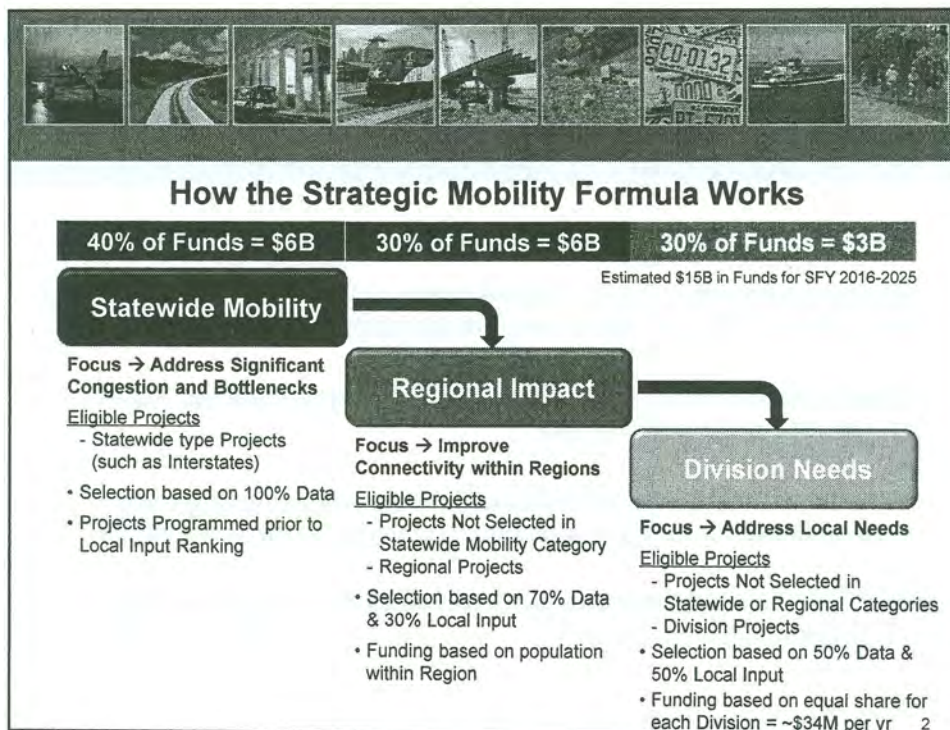 CO-0132
0000
How the Strategic Mobility Formula Works
40% of Funds = $6B
30% of Funds = $6B
30% of Funds = $3B
Estimated $15B in Funds for SFY 2016-2025
Statewide Mobility
Focus → Address Significant
Congestion and Bottlenecks
Eligible Projects
- Statewide type Projects
(such as Interstates)
• Selection based on 100% Data
• Projects Programmed prior to
Local Input Ranking
Regional Impact
Focus → Improve
Connectivity within Regions
Eligible Projects
- Projects Not Selected in
Statewide Mobility Category
- Regional Projects
• Selection based on 70% Data
& 30% Local Input
• Funding based on population
within Region
Division Needs
Focus → Address Local Needs
Eligible Projects
- Projects Not Selected in
Statewide or Regional Categories
- Division Projects
• Selection based on 50% Data &
50% Local Input
• Funding based on equal share for
each Division = ~$34M per yr
2